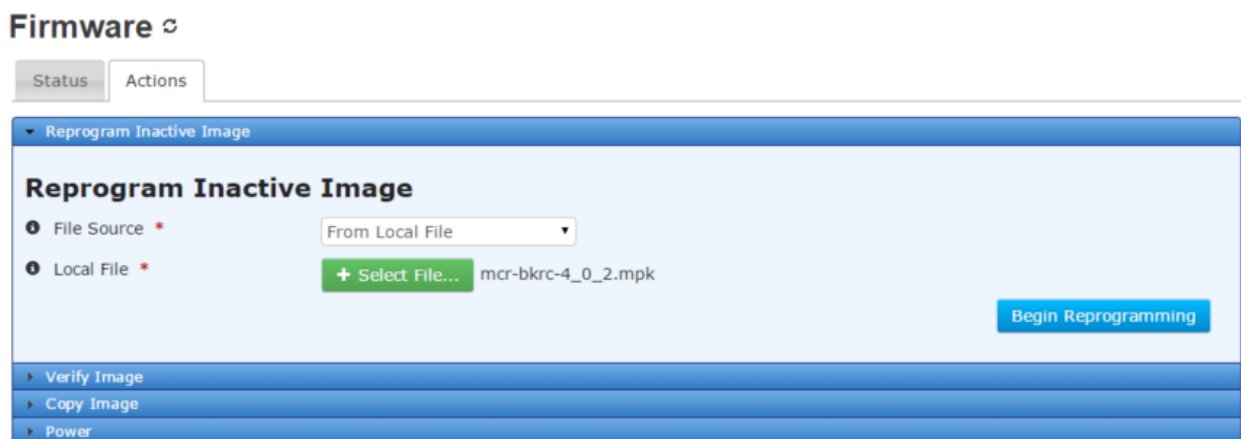 Firmware
Status Actions
Reprogram Inactive Image
Reprogram Inactive Image
File Source *
From Local File
Local File *
+ Select File... mcr-bkrc-4_0_2.mpk
Begin Reprogramming
Verify Image
Copy Image
Power